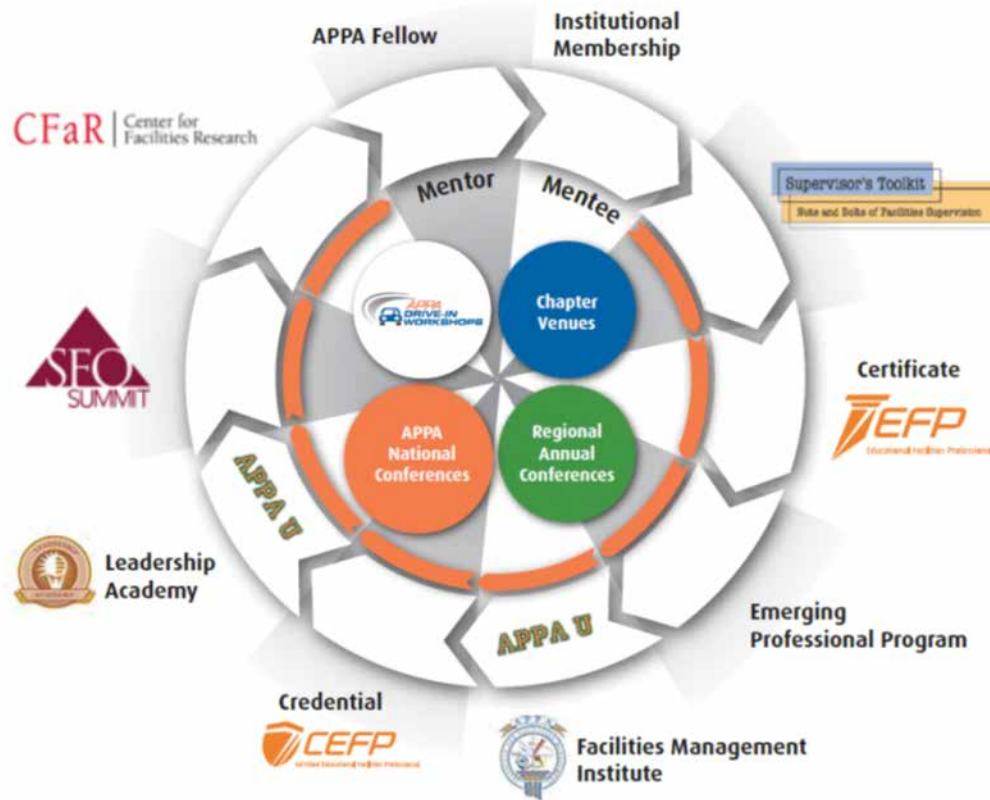 APPA Fellow
Institutional
Membership
CFaR
Center for
Facilities Research
Mentor
Mentee
Supervisor's Toolkit
Nuts and Bolts of Facilities Supervision
APPA
DRIVE-IN
WORKSHOPS
Chapter
Venues
SFO
SUMMIT
Certificate
EFP
Educational Facilities Professional
APPA
National
Conferences
Regional
Annual
Conferences
APPA U
Leadership
Academy
Emerging
Professional Program
APPA U
Credential
CEFP
Certified Educational Facilities Professional
Facilities Management
Institute